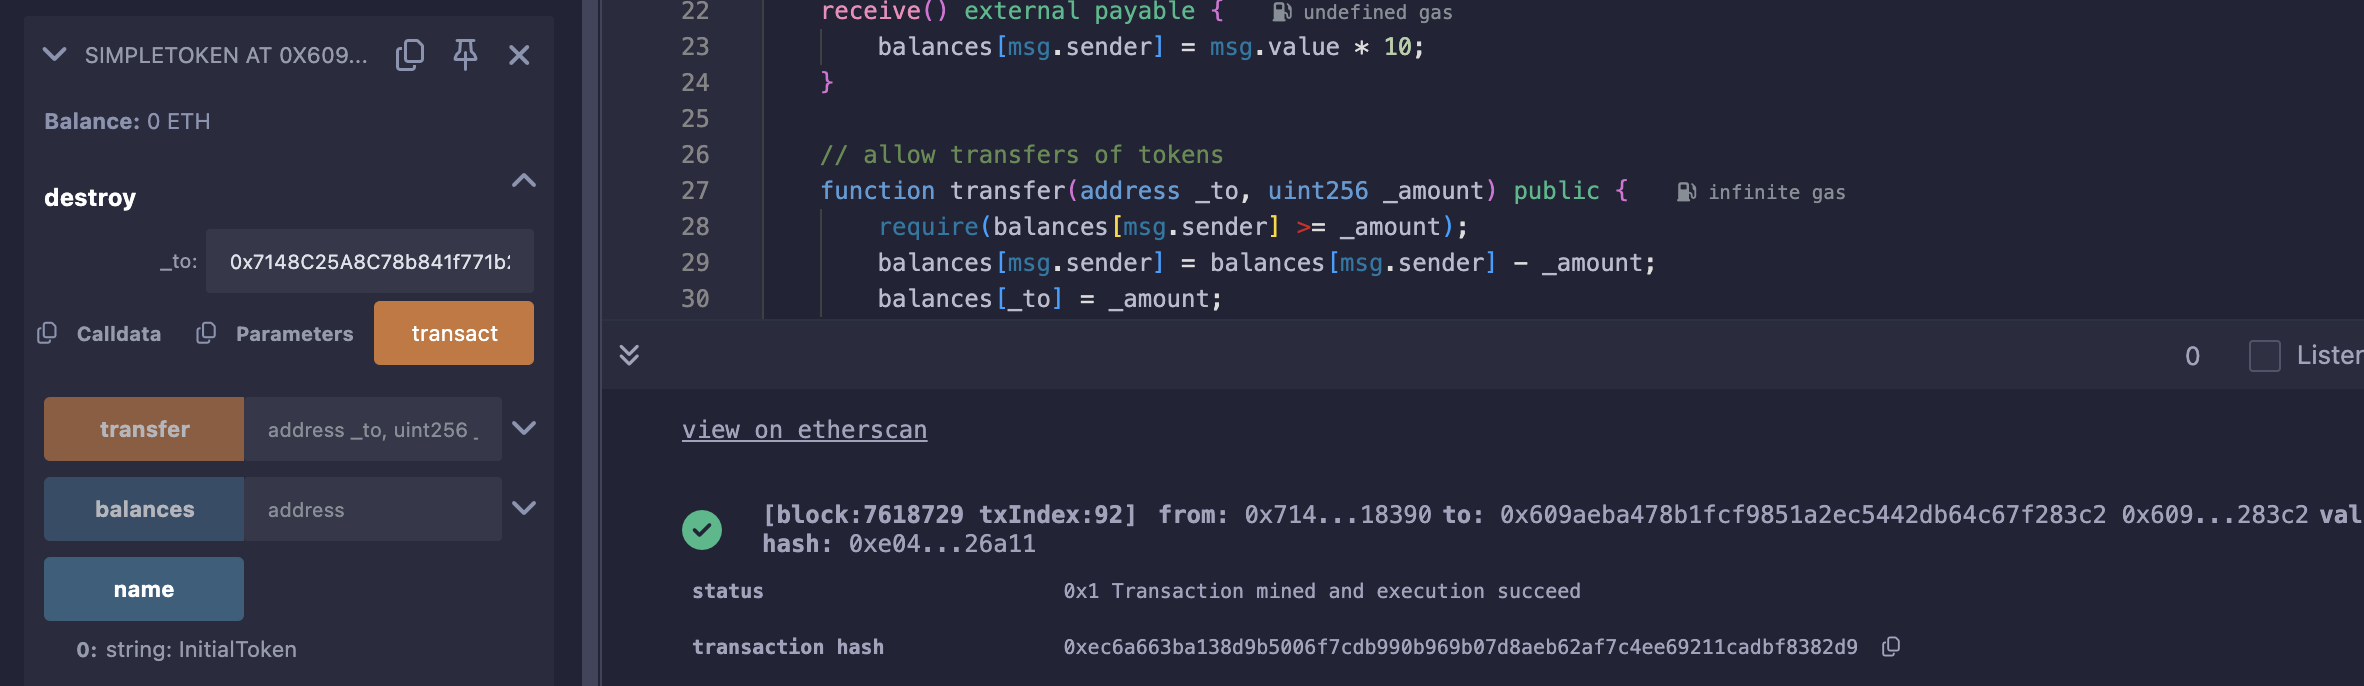 SIMPLETOKEN AT 0X609...
Balance: 0 ETH
destroy
_to: 0x7148C25A8C78b841f771b
Calldata Parameters transact
transfer address _to, uint256 _
balances address
name
0: string: InitialToken
22 receive() external payable { undefined gas
23 balances[msg.sender] = msg.value * 10;
24 }
25
26 // allow transfers of tokens
27 function transfer(address _to, uint256 _amount) public { infinite gas
28 require(balances[msg.sender] >= _amount);
29 balances[msg.sender] = balances[msg.sender] - _amount;
30 balances[_to] = _amount;
0 Listen
view on etherscan
[block:7618729 txIndex:92] from: 0x714...18390 to: 0x609aeba478b1fcf9851a2ec5442db64c67f283c2 0x609...283c2 val
hash: 0xe04...26a11
status 0x1 Transaction mined and execution succeed
transaction hash 0xec6a663ba138d9b5006f7cdb990b969b07d8aeb62af7c4ee69211cadbf8382d9